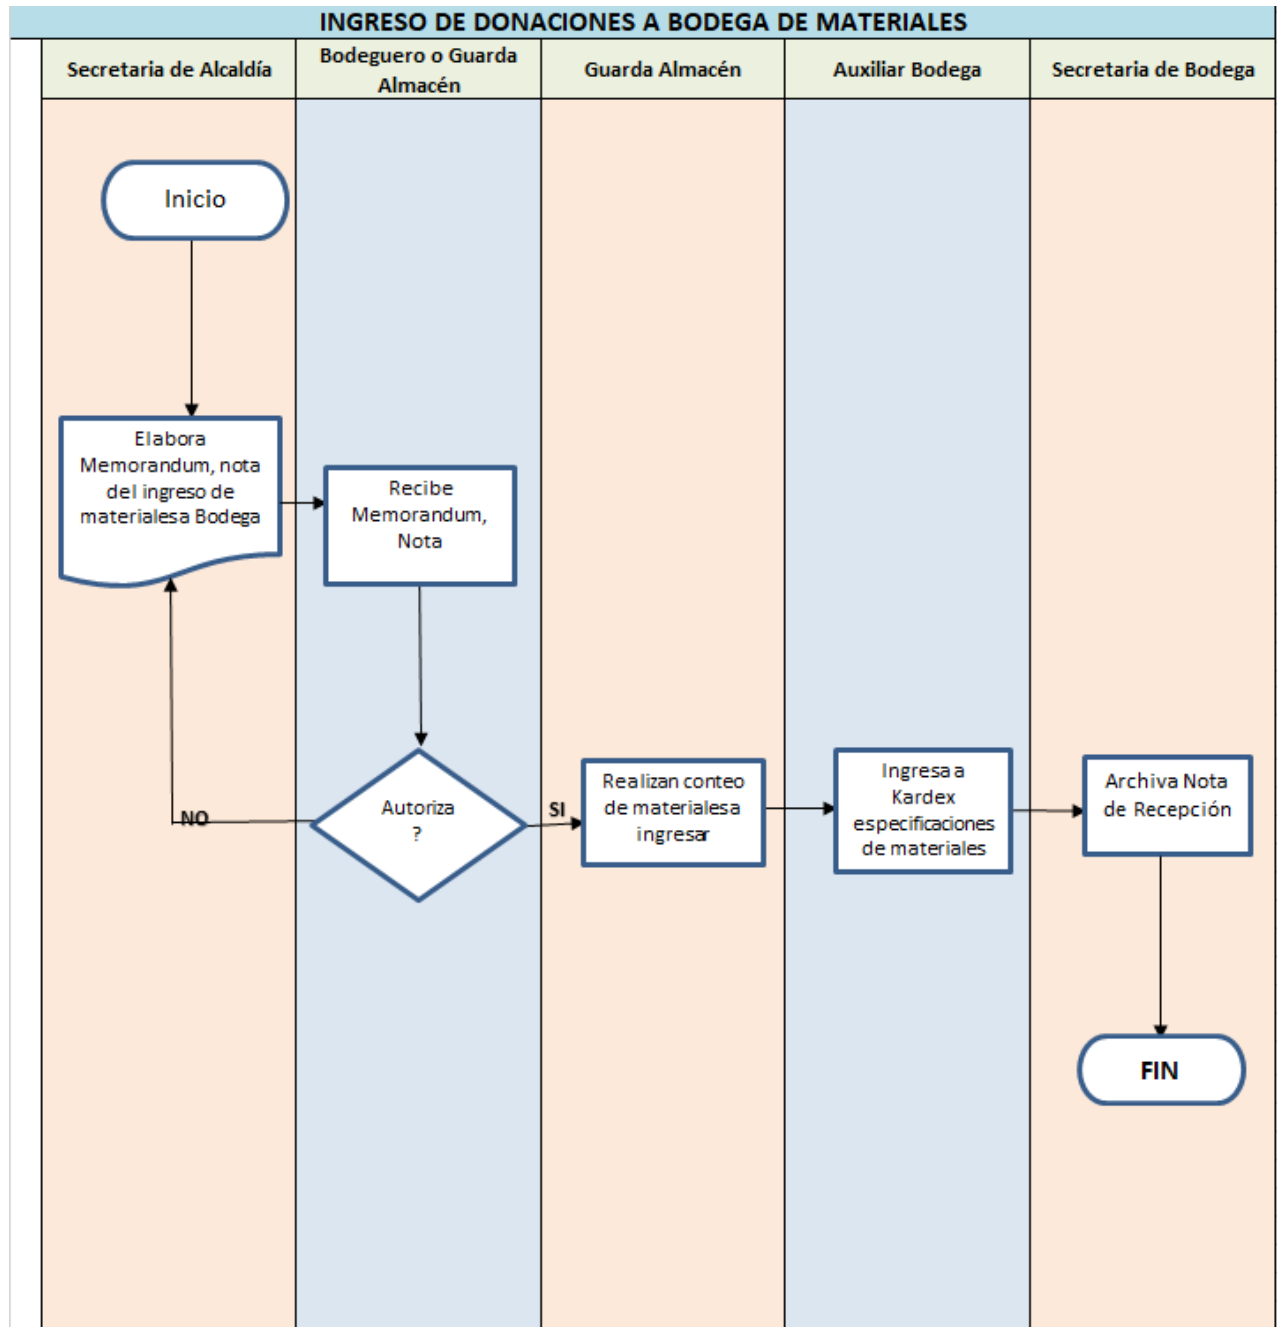 INGRESO DE DONACIONES A BODEGA DE MATERIALES
Secretaria de Alcaldía
Bodeguero o Guarda
Almacén
Guarda Almacén
Auxiliar Bodega
Secretaria de Bodega
Inicio
Elabora
Memorandum, nota
del ingreso de
materialesa Bodega
Recibe
Memorandum,
Nota
Autoriza
?
NO
SI
Realizan conteo
de materialesa
ingresar
Ingresa a
Kardex
especificaciones
de materiales
Archiva Nota
de Recepción
FIN